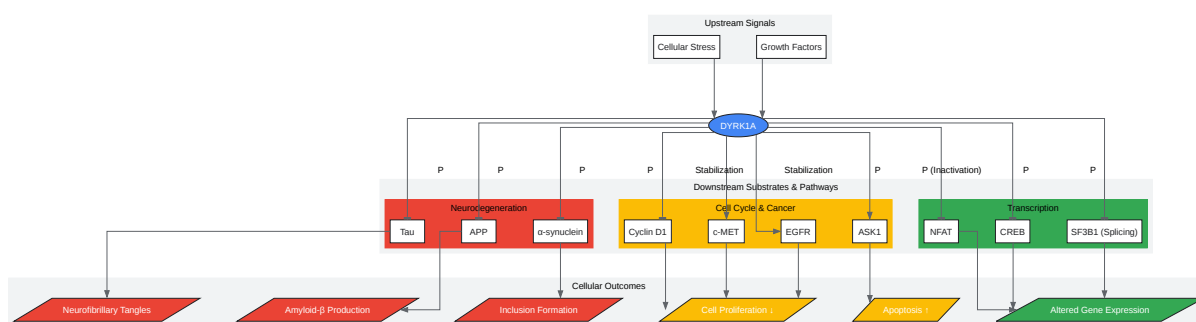 Upstream Signals
Cellular Stress
Growth Factors
DYRK1A
P
P
P
P
Stabilization
Stabilization
P
P (Inactivation)
P
P
Downstream Substrates & Pathways
Neurodegeneration
Cell Cycle & Cancer
Transcription
Tau
APP
α-synuclein
Cyclin D1
c-MET
EGFR
ASK1
NFAT
CREB
SF3B1 (Splicing)
Cellular Outcomes
Neurofibrillary Tangles
Amyloid-β Production
Inclusion Formation
Cell Proliferation ↓
Apoptosis ↑
Altered Gene Expression